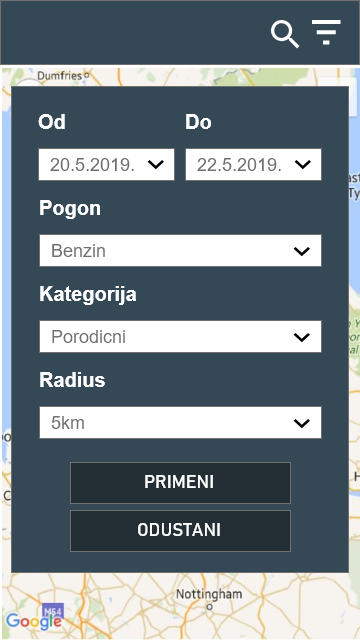 Dumfries
Od Do
20.5.2019. 22.5.2019.
Pogon
Benzin
Kategorija
Porodicni
Radius
5km
PRIMENI
ODUSTANI
Nottingham
M54
Google